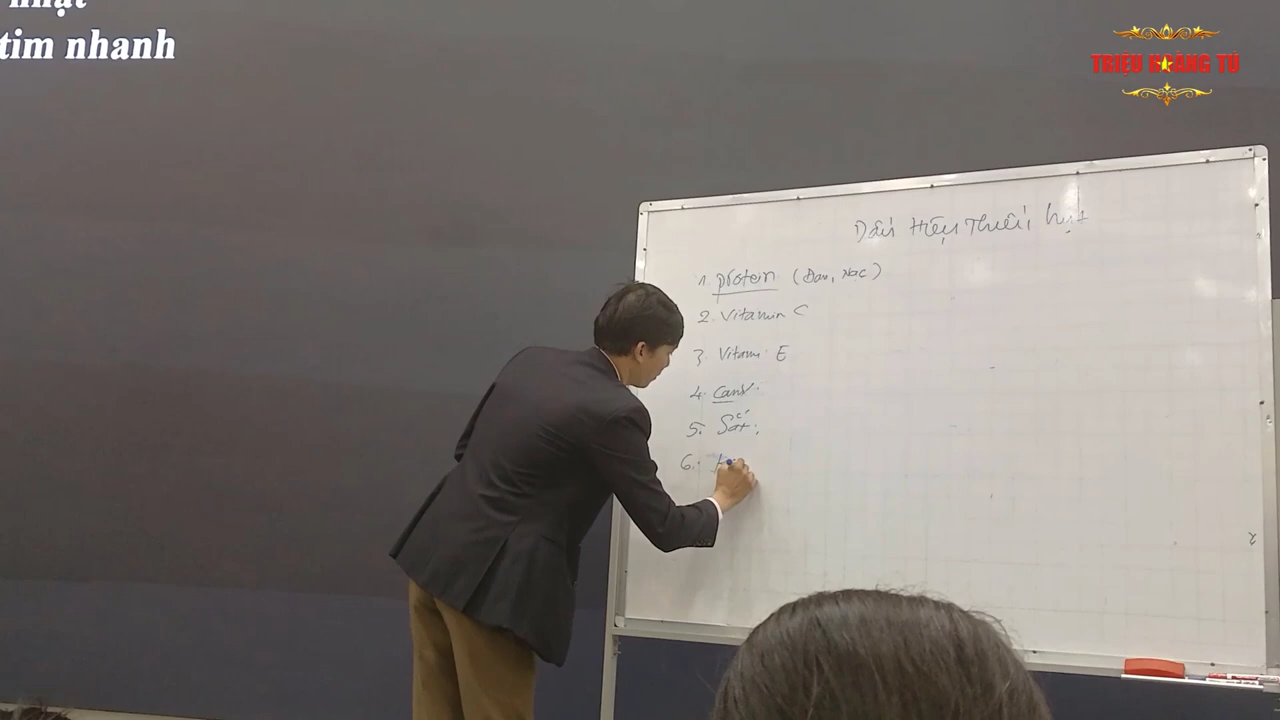 nhạt
tim nhanh
TRIỆU HOÀNG TÚ
Dấu Hiệu Thiếu hụt
1. protein (Đạm, Nạc)
2. Vitamin C
3. Vitamin E
4. Canxi
5. Sắt.
6.